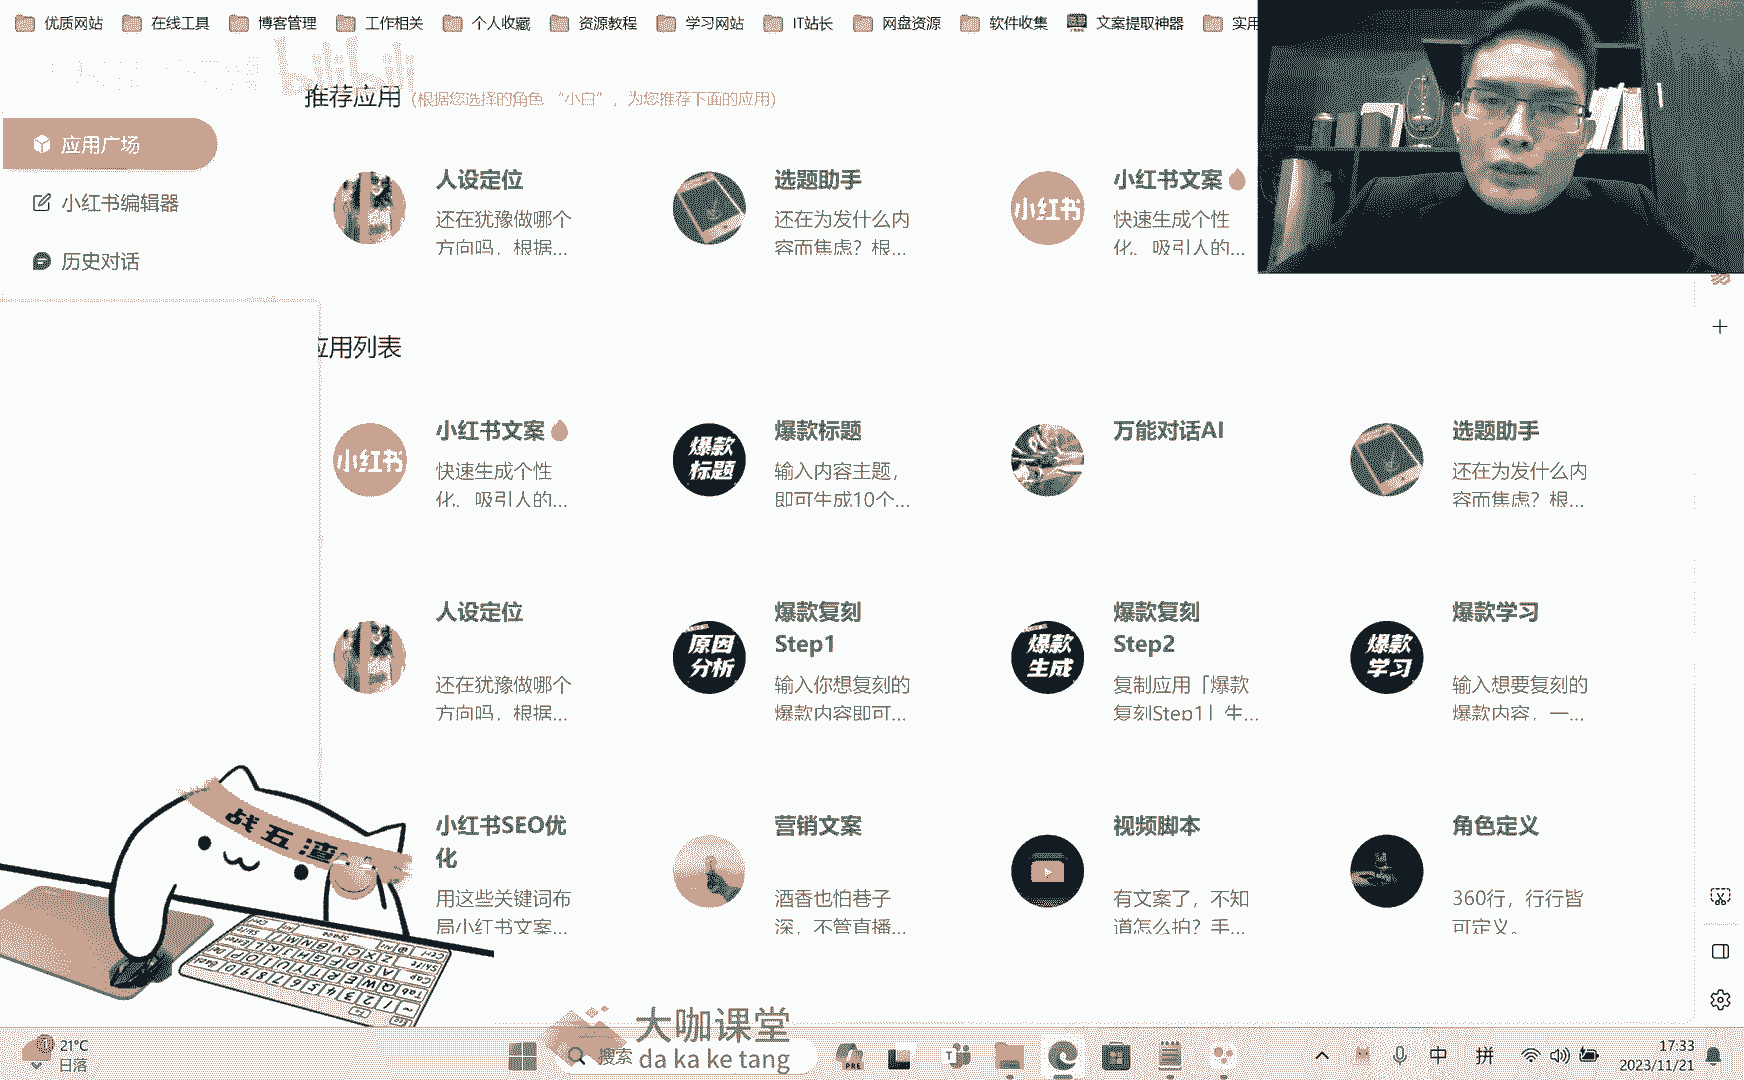 优质网站 在线工具 博客管理 工作相关 个人收藏 资源教程 学习网站 IT站长 网盘资源 软件收集 文案提取神器 实用
bilibili
推荐应用 (根据您选择的角色 “小白”，为您推荐下面的应用)
应用广场
小红书编辑器
历史对话
人设定位
还在犹豫做哪个
方向吗，根据...
选题助手
还在为发什么内
容而焦虑？根...
小红书
小红书文案
快速生成个性
化、吸引人的...
应用列表
小红书
小红书文案
快速生成个性
化、吸引人的...
爆款
标题
爆款标题
输入内容主题，
即可生成10个...
万能对话AI
选题助手
还在为发什么内
容而焦虑？根...
人设定位
还在犹豫做哪个
方向吗，根据...
原因
分析
爆款复刻
Step1
输入你想复刻的
爆款内容即可...
爆款
生成
爆款复刻
Step2
复制应用「爆款
复刻Step1」生...
爆款
学习
爆款学习
输入想要复刻的
爆款内容，一...
小红书SEO优
化
用这些关键词布
局小红书文案...
营销文案
酒香也怕巷子
深，不管直播...
视频脚本
有文案了，不知
道怎么拍？手...
角色定义
360行，行行皆
可定义。
战五渣
大咖课堂
da ka ke tang
21°C
日落
搜索
PRE
中 拼
17:33
2023/11/21